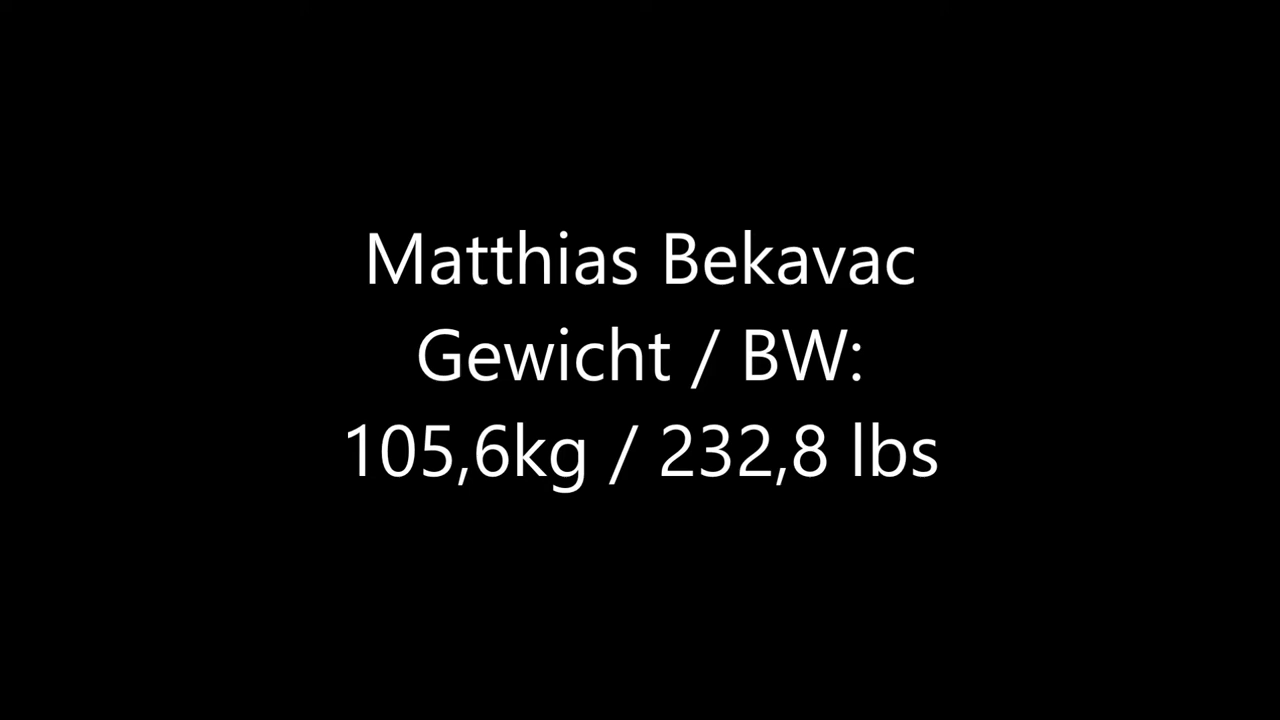 Matthias Bekavac
Gewicht / BW:
105,6kg / 232,8 lbs